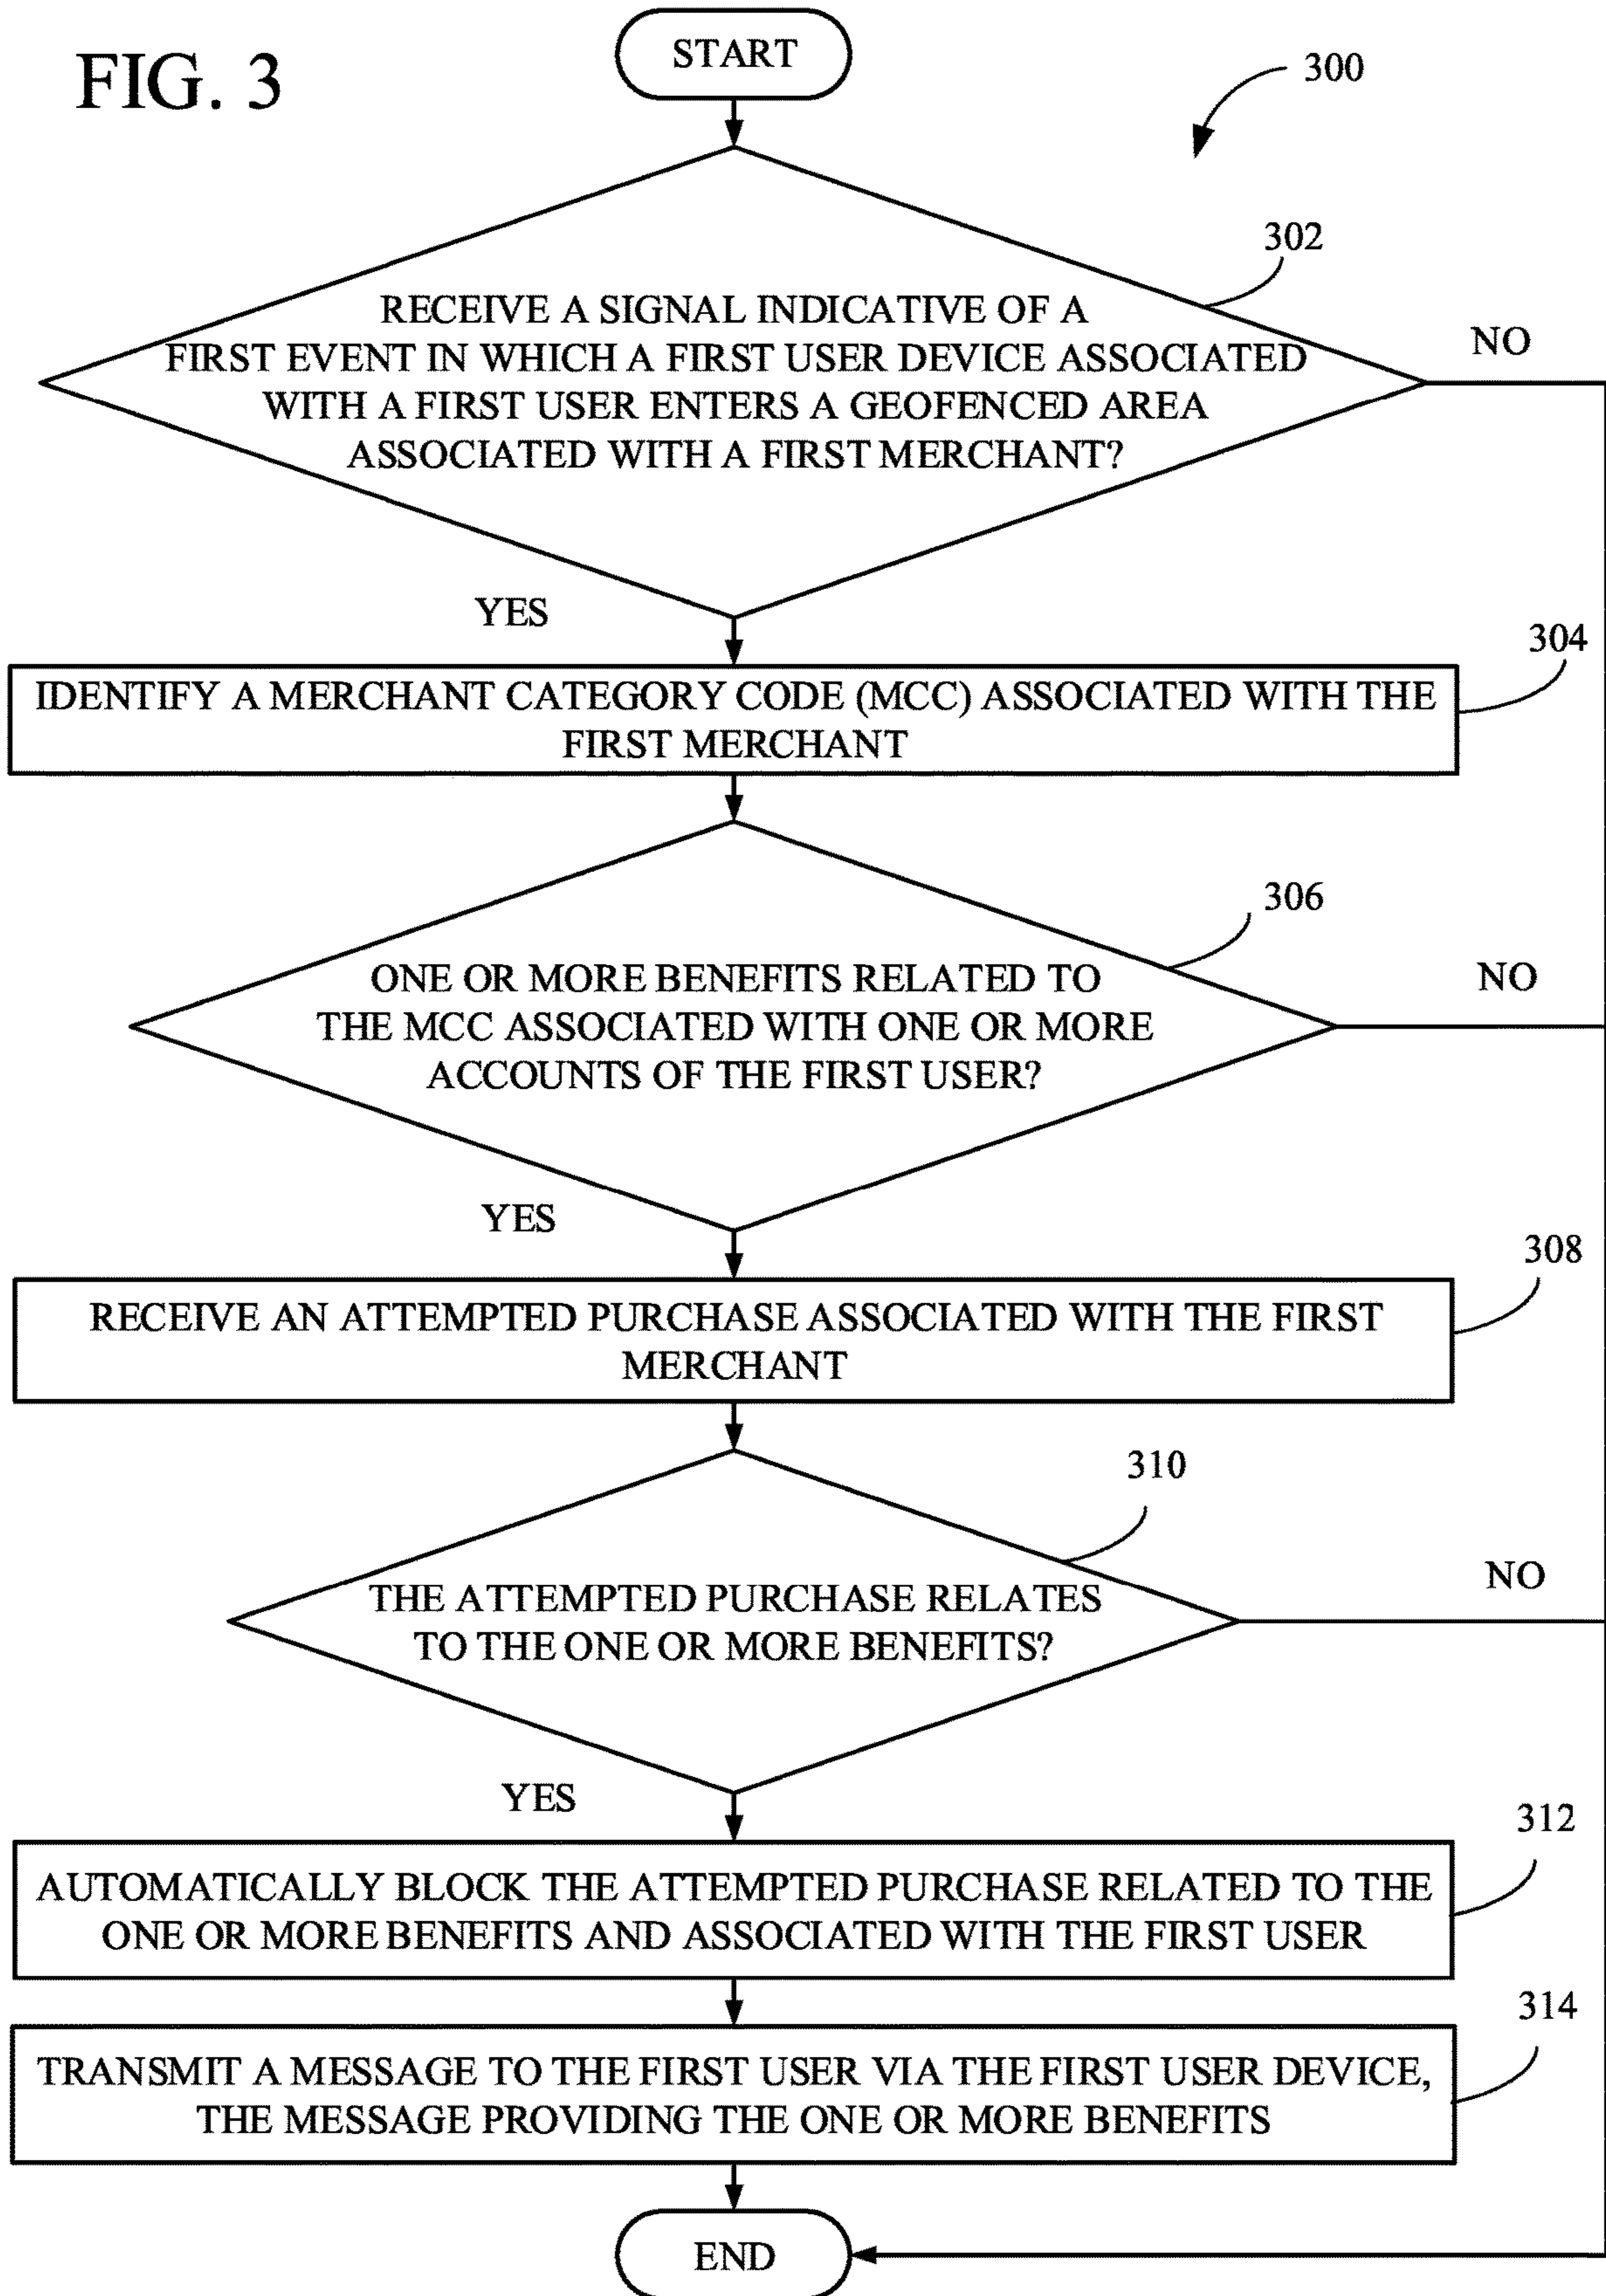 FIG. 3
START
300
302
RECEIVE A SIGNAL INDICATIVE OF A
FIRST EVENT IN WHICH A FIRST USER DEVICE ASSOCIATED
WITH A FIRST USER ENTERS A GEOFENCED AREA
ASSOCIATED WITH A FIRST MERCHANT?
NO
YES
304
IDENTIFY A MERCHANT CATEGORY CODE (MCC) ASSOCIATED WITH THE
FIRST MERCHANT
306
ONE OR MORE BENEFITS RELATED TO
THE MCC ASSOCIATED WITH ONE OR MORE
ACCOUNTS OF THE FIRST USER?
NO
YES
308
RECEIVE AN ATTEMPTED PURCHASE ASSOCIATED WITH THE FIRST
MERCHANT
310
THE ATTEMPTED PURCHASE RELATES
TO THE ONE OR MORE BENEFITS?
NO
YES
312
AUTOMATICALLY BLOCK THE ATTEMPTED PURCHASE RELATED TO THE
ONE OR MORE BENEFITS AND ASSOCIATED WITH THE FIRST USER
314
TRANSMIT A MESSAGE TO THE FIRST USER VIA THE FIRST USER DEVICE,
THE MESSAGE PROVIDING THE ONE OR MORE BENEFITS
END